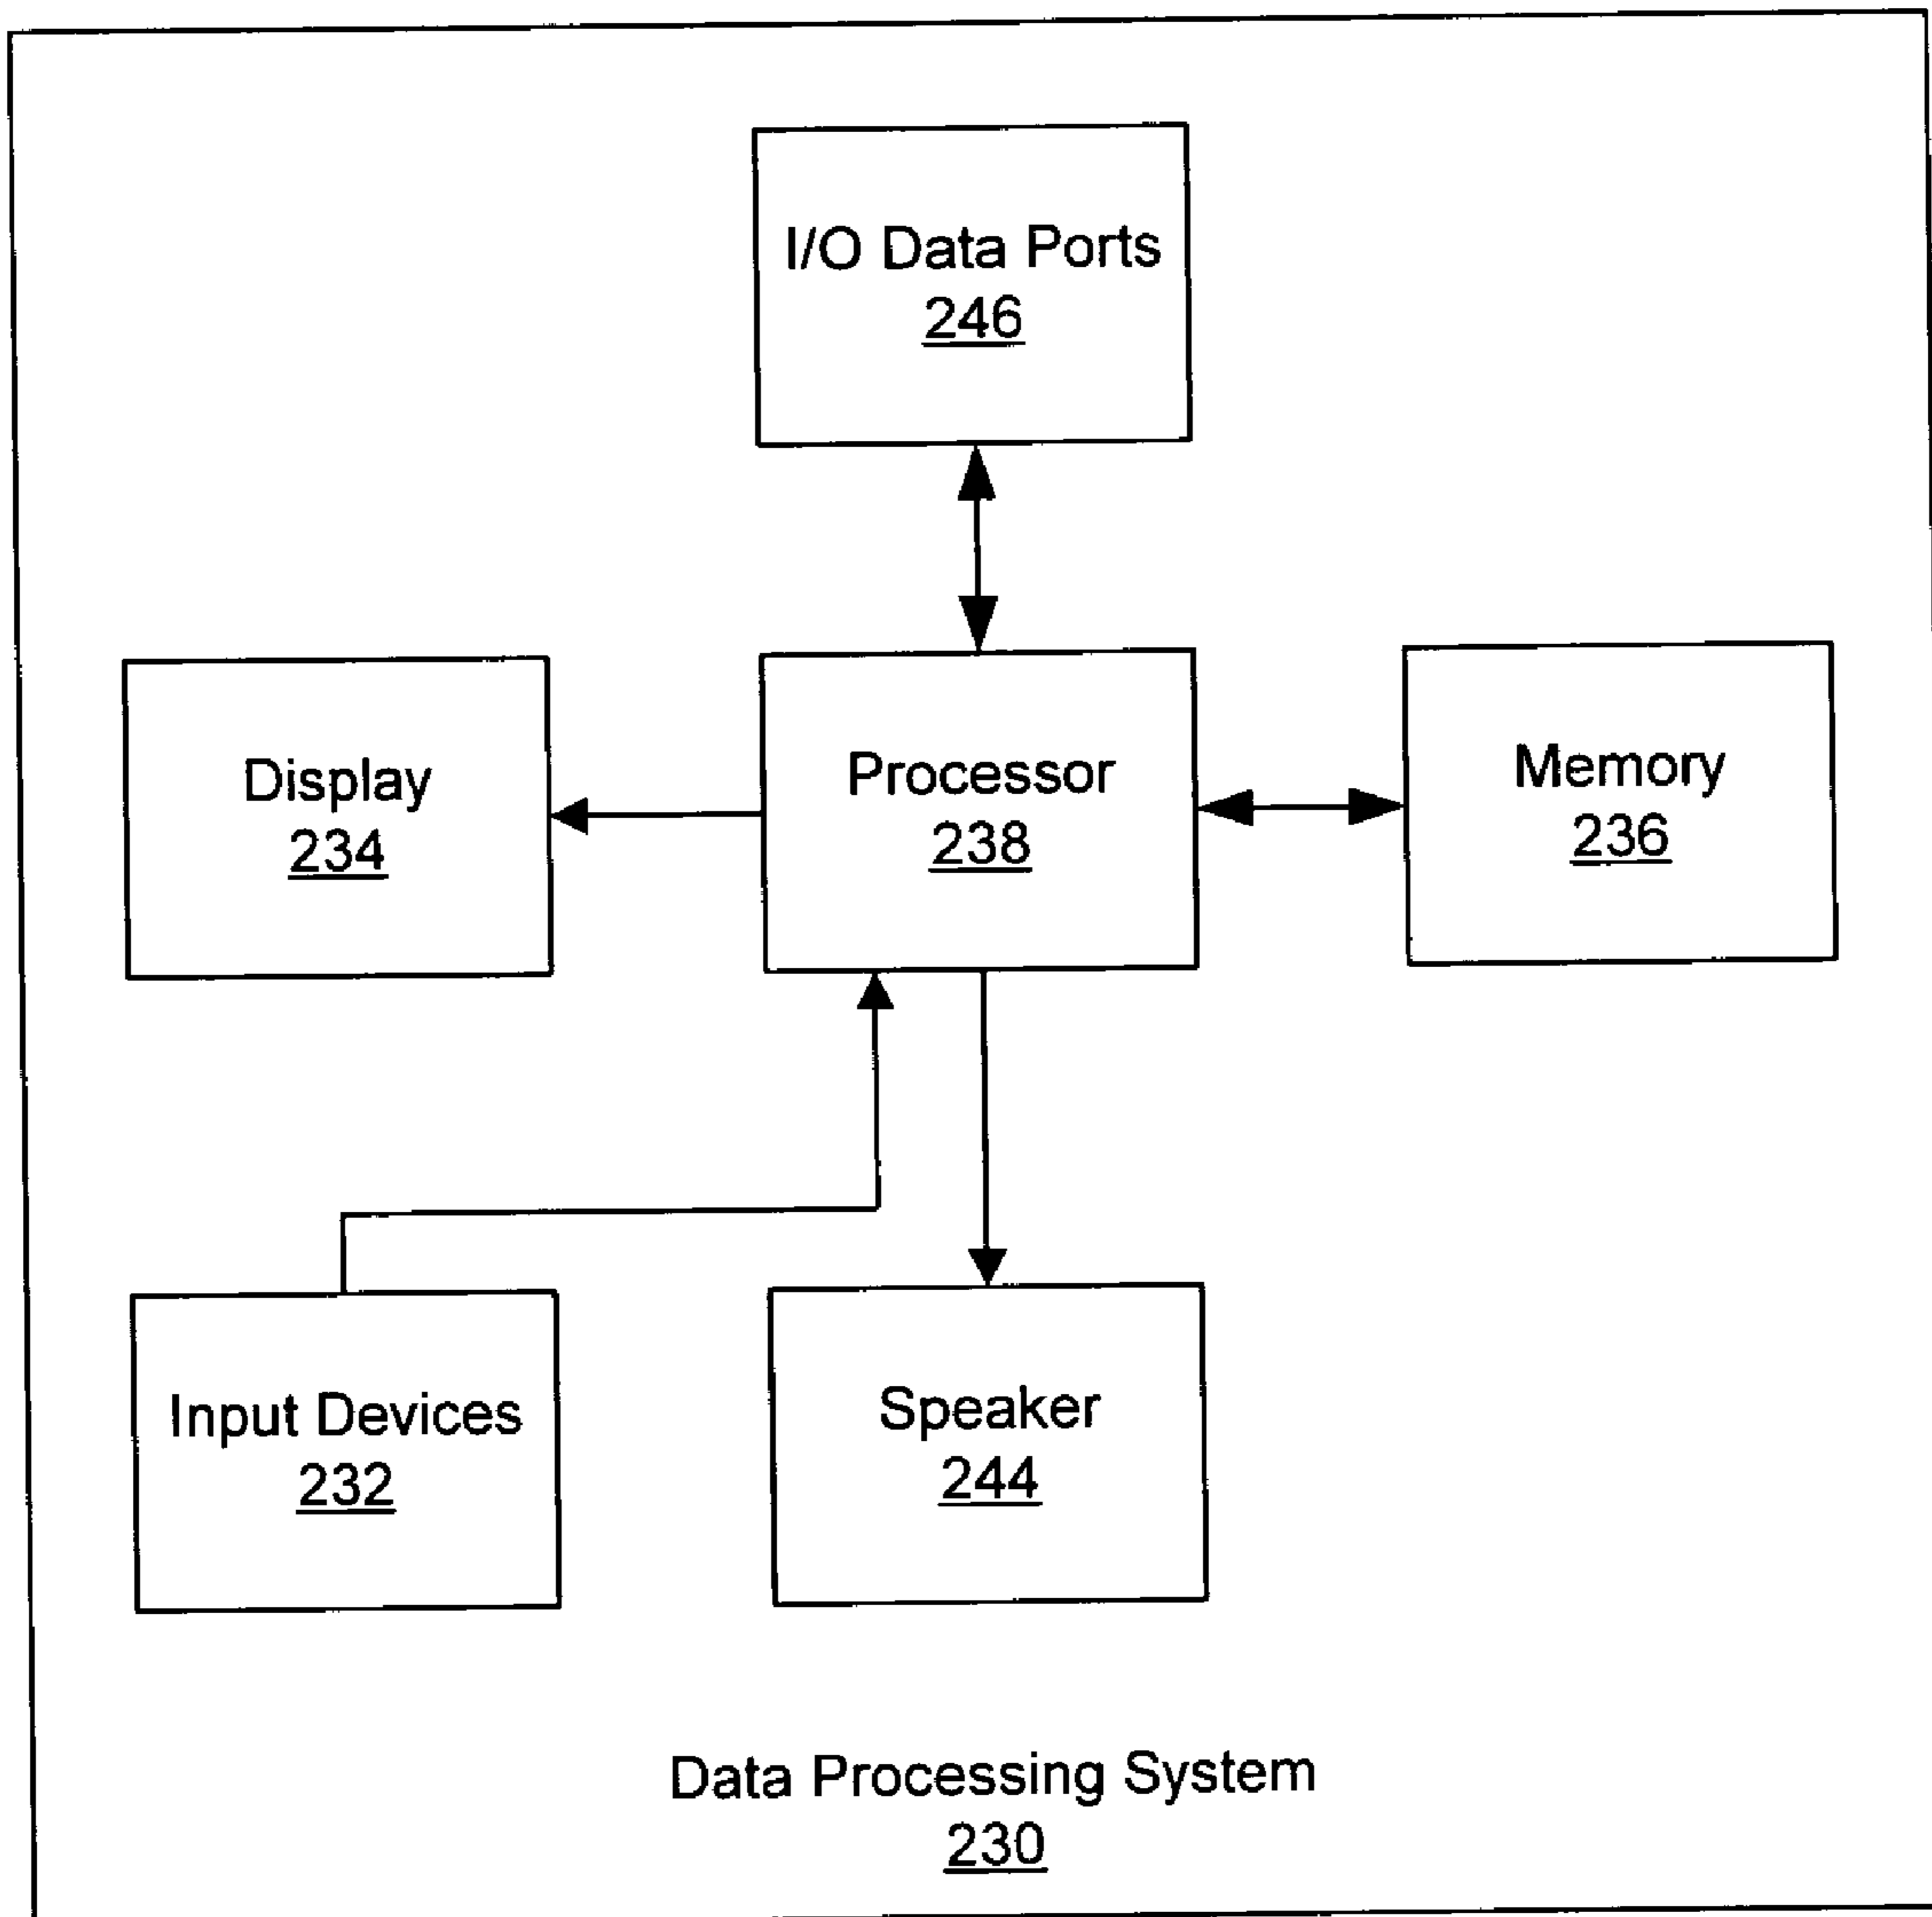 I/O Data Ports
246
Display
234
Processor
238
Memory
236
Input Devices
232
Speaker
244
Data Processing System
230